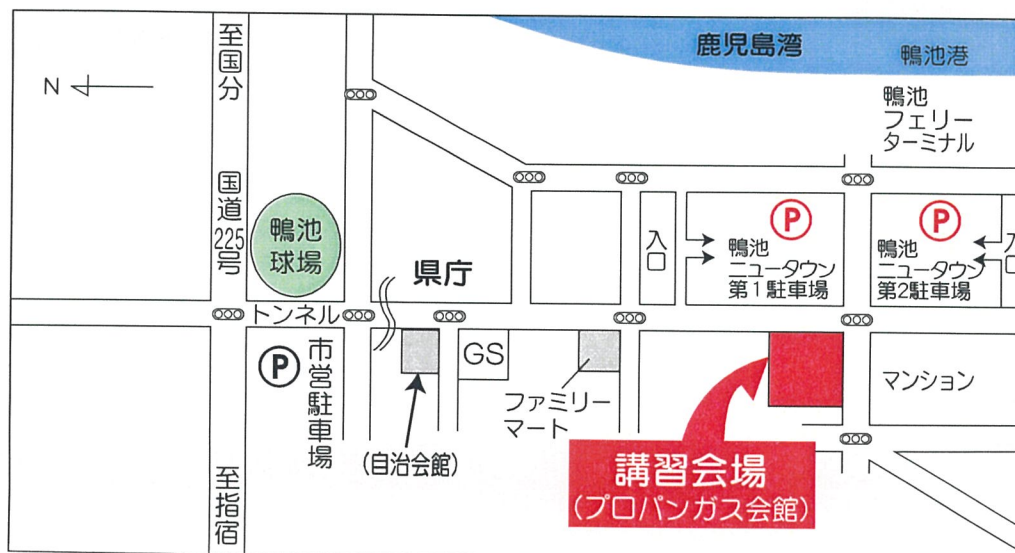 鹿児島湾
鴨池港
N
至国分
国道
225号
至指宿
鴨池
フェリー
ターミナル
鴨池
球場
県庁
入口
P
鴨池
ニュータウン
第1駐車場
P
鴨池
ニュータウン
第2駐車場
入口
トンネル
P
市営駐車場
(自治会館)
GS
ファミリー
マート
マンション
講習会場
(プロパンガス会館)